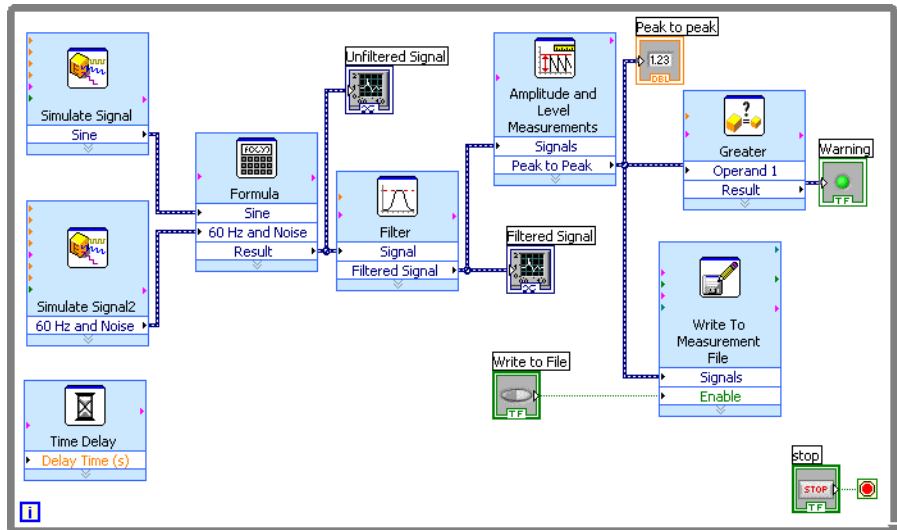 Simulate Signal
Sine
Simulate Signal2
60 Hz and Noise
Time Delay
Delay Time (s)
i
F(X,Y)
Formula
Sine
60 Hz and Noise
Result
Unfiltered Signal
Filter
Signal
Filtered Signal
Amplitude and
Level
Measurements
Signals
Peak to Peak
Filtered Signal
Write to File
TF
Peak to peak
1.23
DBL
?
=
Greater
Operand 1
Result
Warning
TF
Write To
Measurement
File
Signals
Enable
stop
STOP
TF